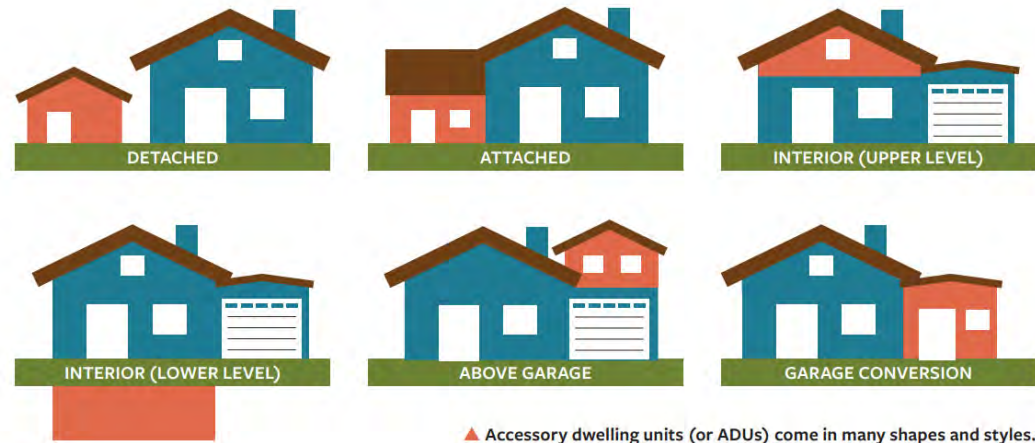 DETACHED
ATTACHED
INTERIOR (UPPER LEVEL)
INTERIOR (LOWER LEVEL)
ABOVE GARAGE
GARAGE CONVERSION
▲ Accessory dwelling units (or ADUs) come in many shapes and styles.